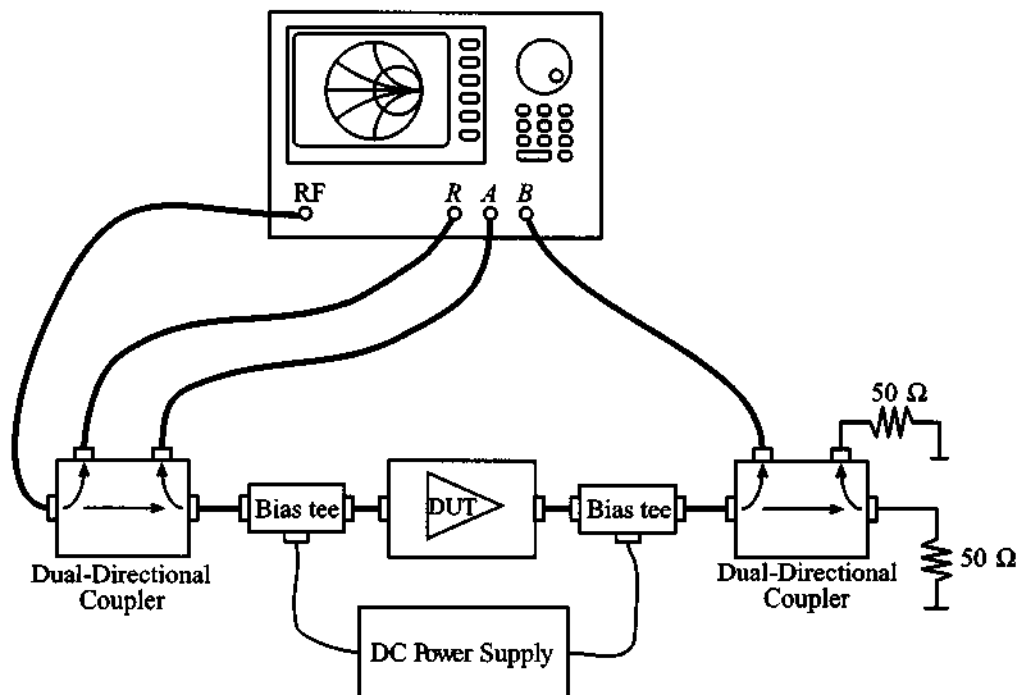 RF
R
A
B
50 Ω
Bias tee
DUT
Bias tee
50 Ω
Dual-Directional
Coupler
Dual-Directional
Coupler
DC Power Supply